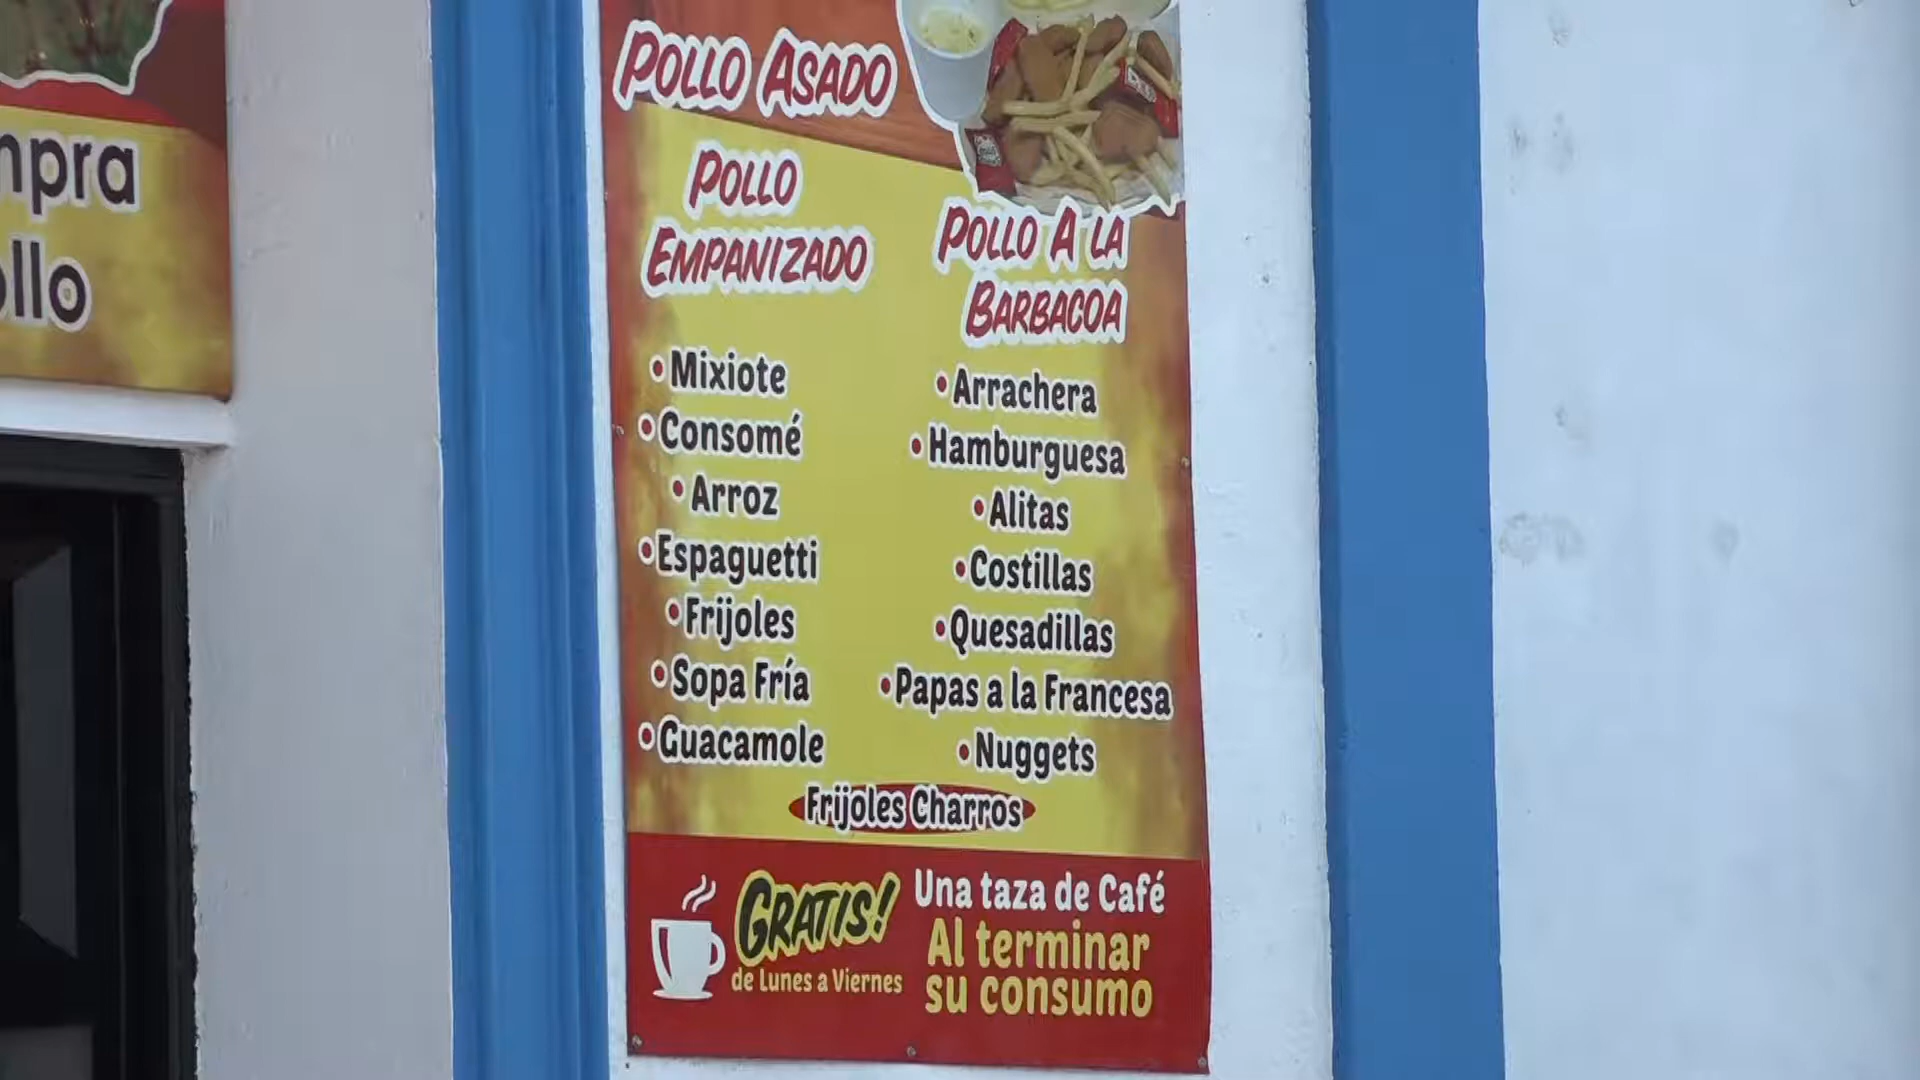 POLLO ASADO
POLLO
EMPANIZADO
• Mixiote
• Consomé
• Arroz
• Espaguetti
• Frijoles
• Sopa Fría
• Guacamole
POLLO A LA
BARBACOA
• Arrachera
• Hamburguesa
• Alitas
• Costillas
• Quesadillas
• Papas a la Francesa
• Nuggets
Frijoles Charros
GRATIS!
de Lunes a Viernes
Una taza de Café
Al terminar
su consumo